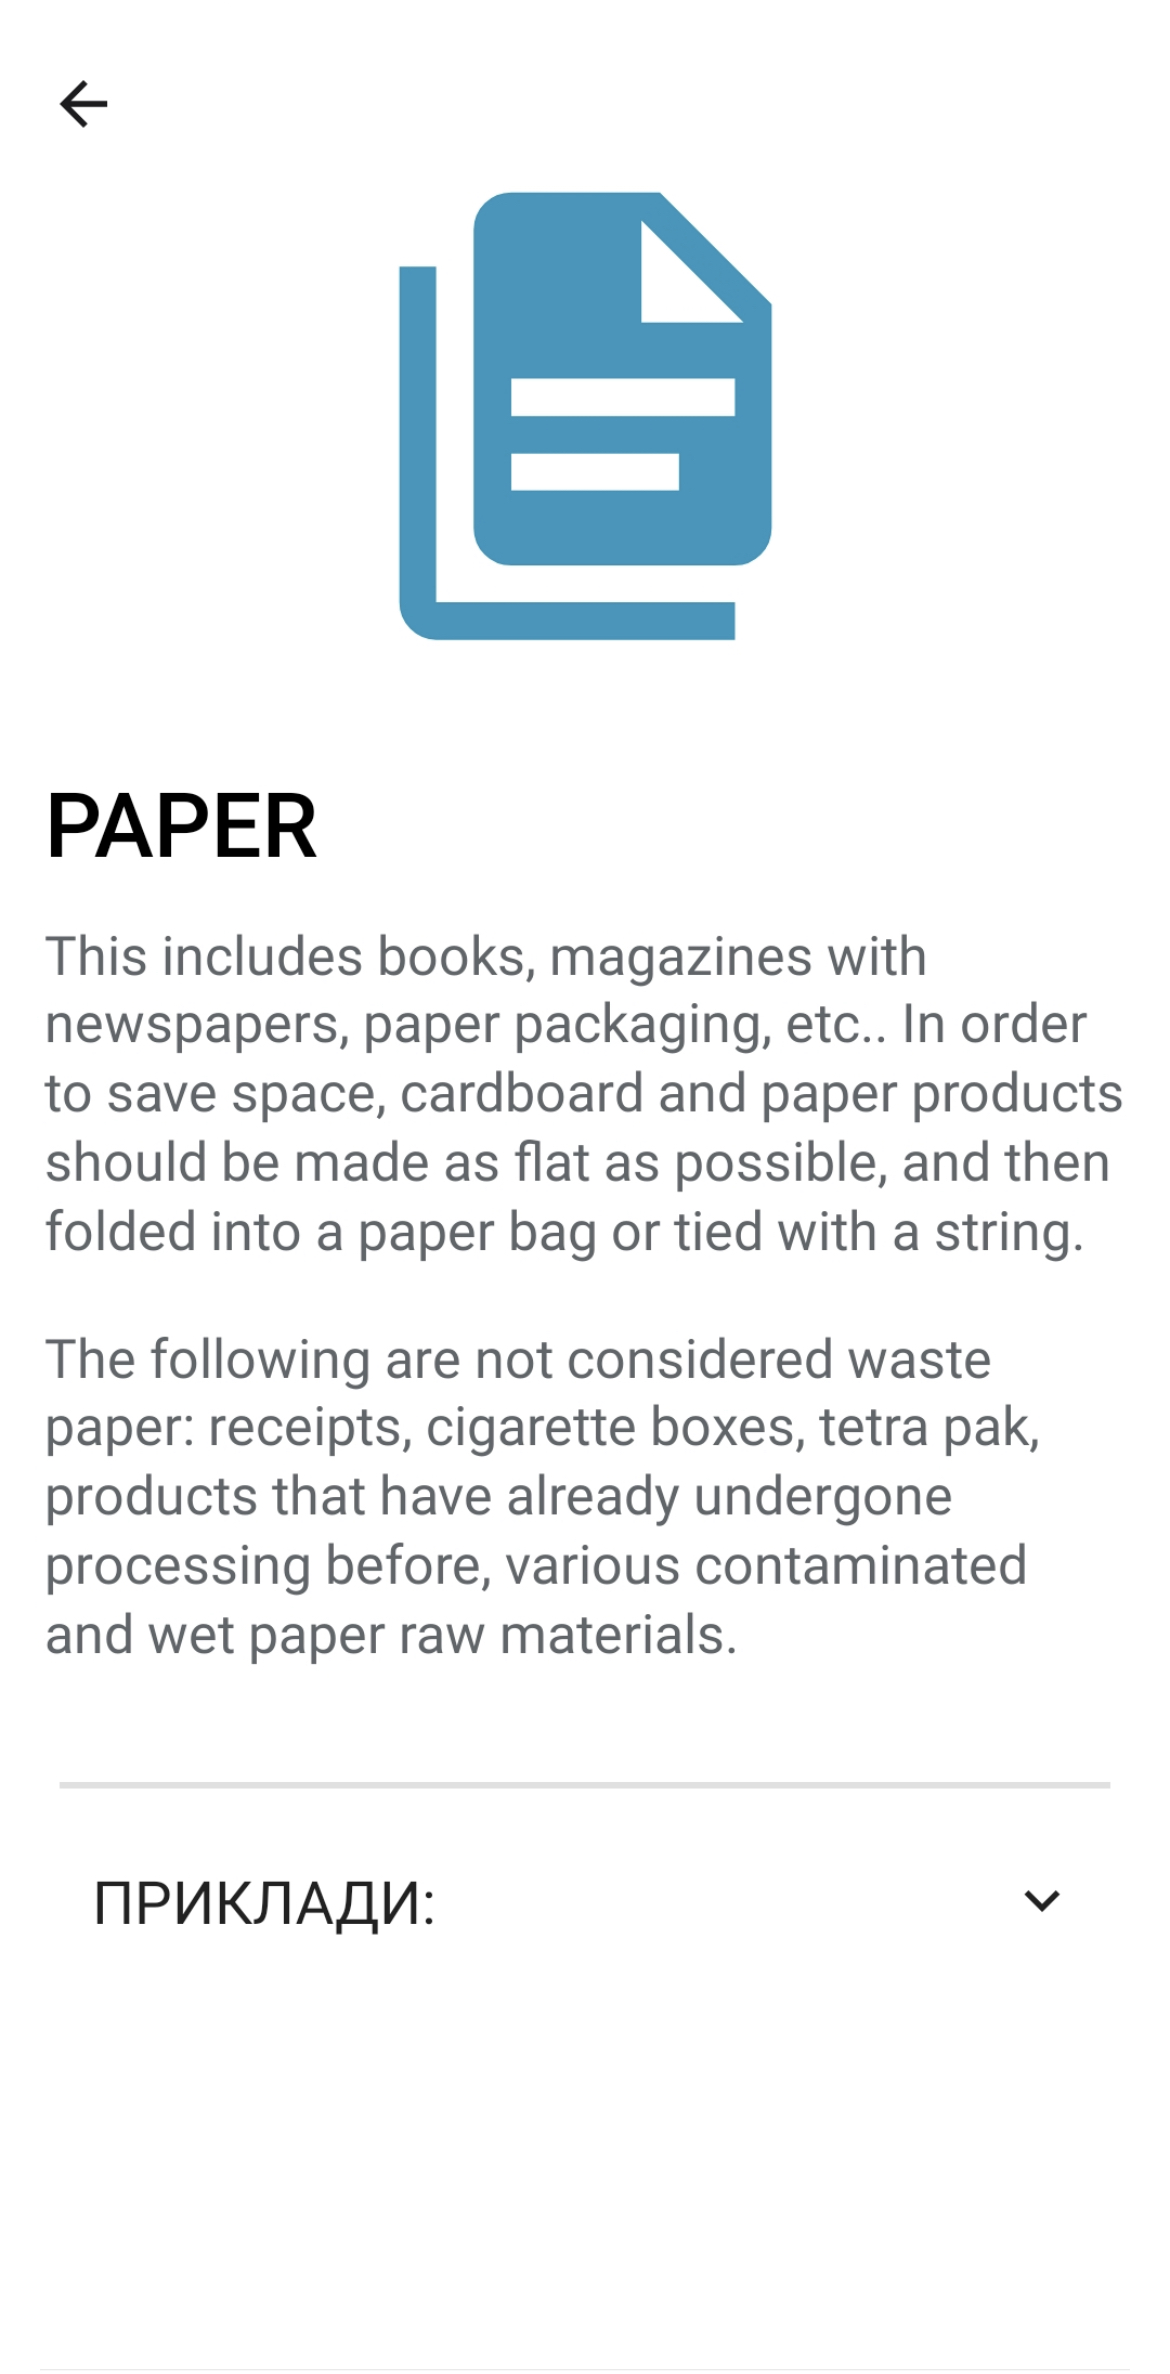 PAPER
This includes books, magazines with
newspapers, paper packaging, etc.. In order
to save space, cardboard and paper products
should be made as flat as possible, and then
folded into a paper bag or tied with a string.
The following are not considered waste
paper: receipts, cigarette boxes, tetra pak,
products that have already undergone
processing before, various contaminated
and wet paper raw materials.
ПРИКЛАДИ: